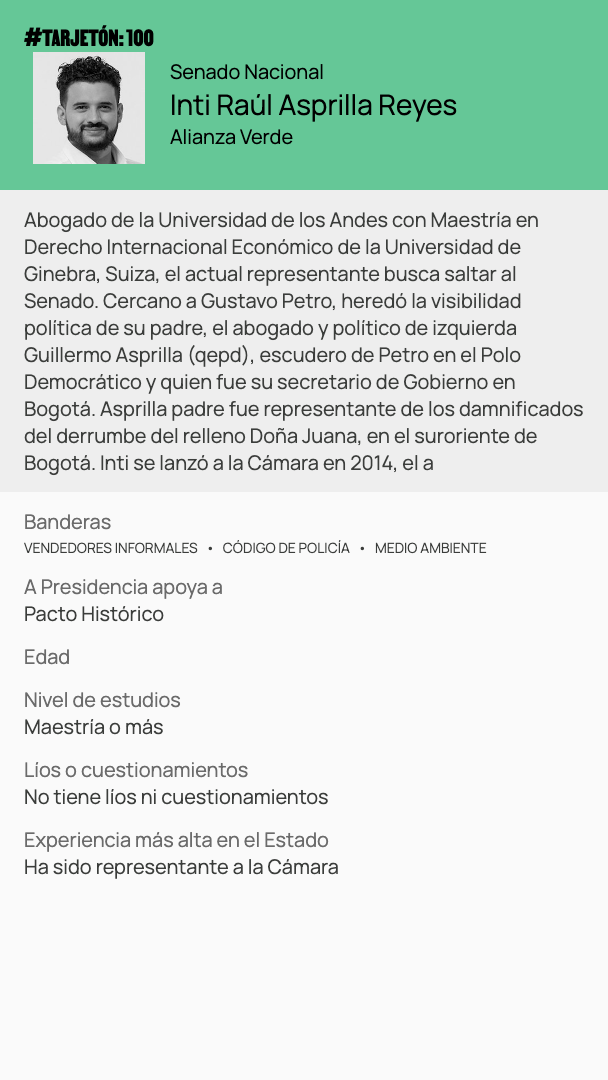 #TARJETÓN: 100
Senado Nacional
Inti Raúl Asprilla Reyes
Alianza Verde
Abogado de la Universidad de los Andes con Maestría en
Derecho Internacional Económico de la Universidad de
Ginebra, Suiza, el actual representante busca saltar al
Senado. Cercano a Gustavo Petro, heredó la visibilidad
política de su padre, el abogado y político de izquierda
Guillermo Asprilla (qepd), escudero de Petro en el Polo
Democrático y quien fue su secretario de Gobierno en
Bogotá. Asprilla padre fue representante de los damnificados
del derrumbe del relleno Doña Juana, en el suroriente de
Bogotá. Inti se lanzó a la Cámara en 2014, el a
Banderas
VENDEDORES INFORMALES • CÓDIGO DE POLICÍA • MEDIO AMBIENTE
A Presidencia apoya a
Pacto Histórico
Edad
Nivel de estudios
Maestría o más
Líos o cuestionamientos
No tiene líos ni cuestionamientos
Experiencia más alta en el Estado
Ha sido representante a la Cámara